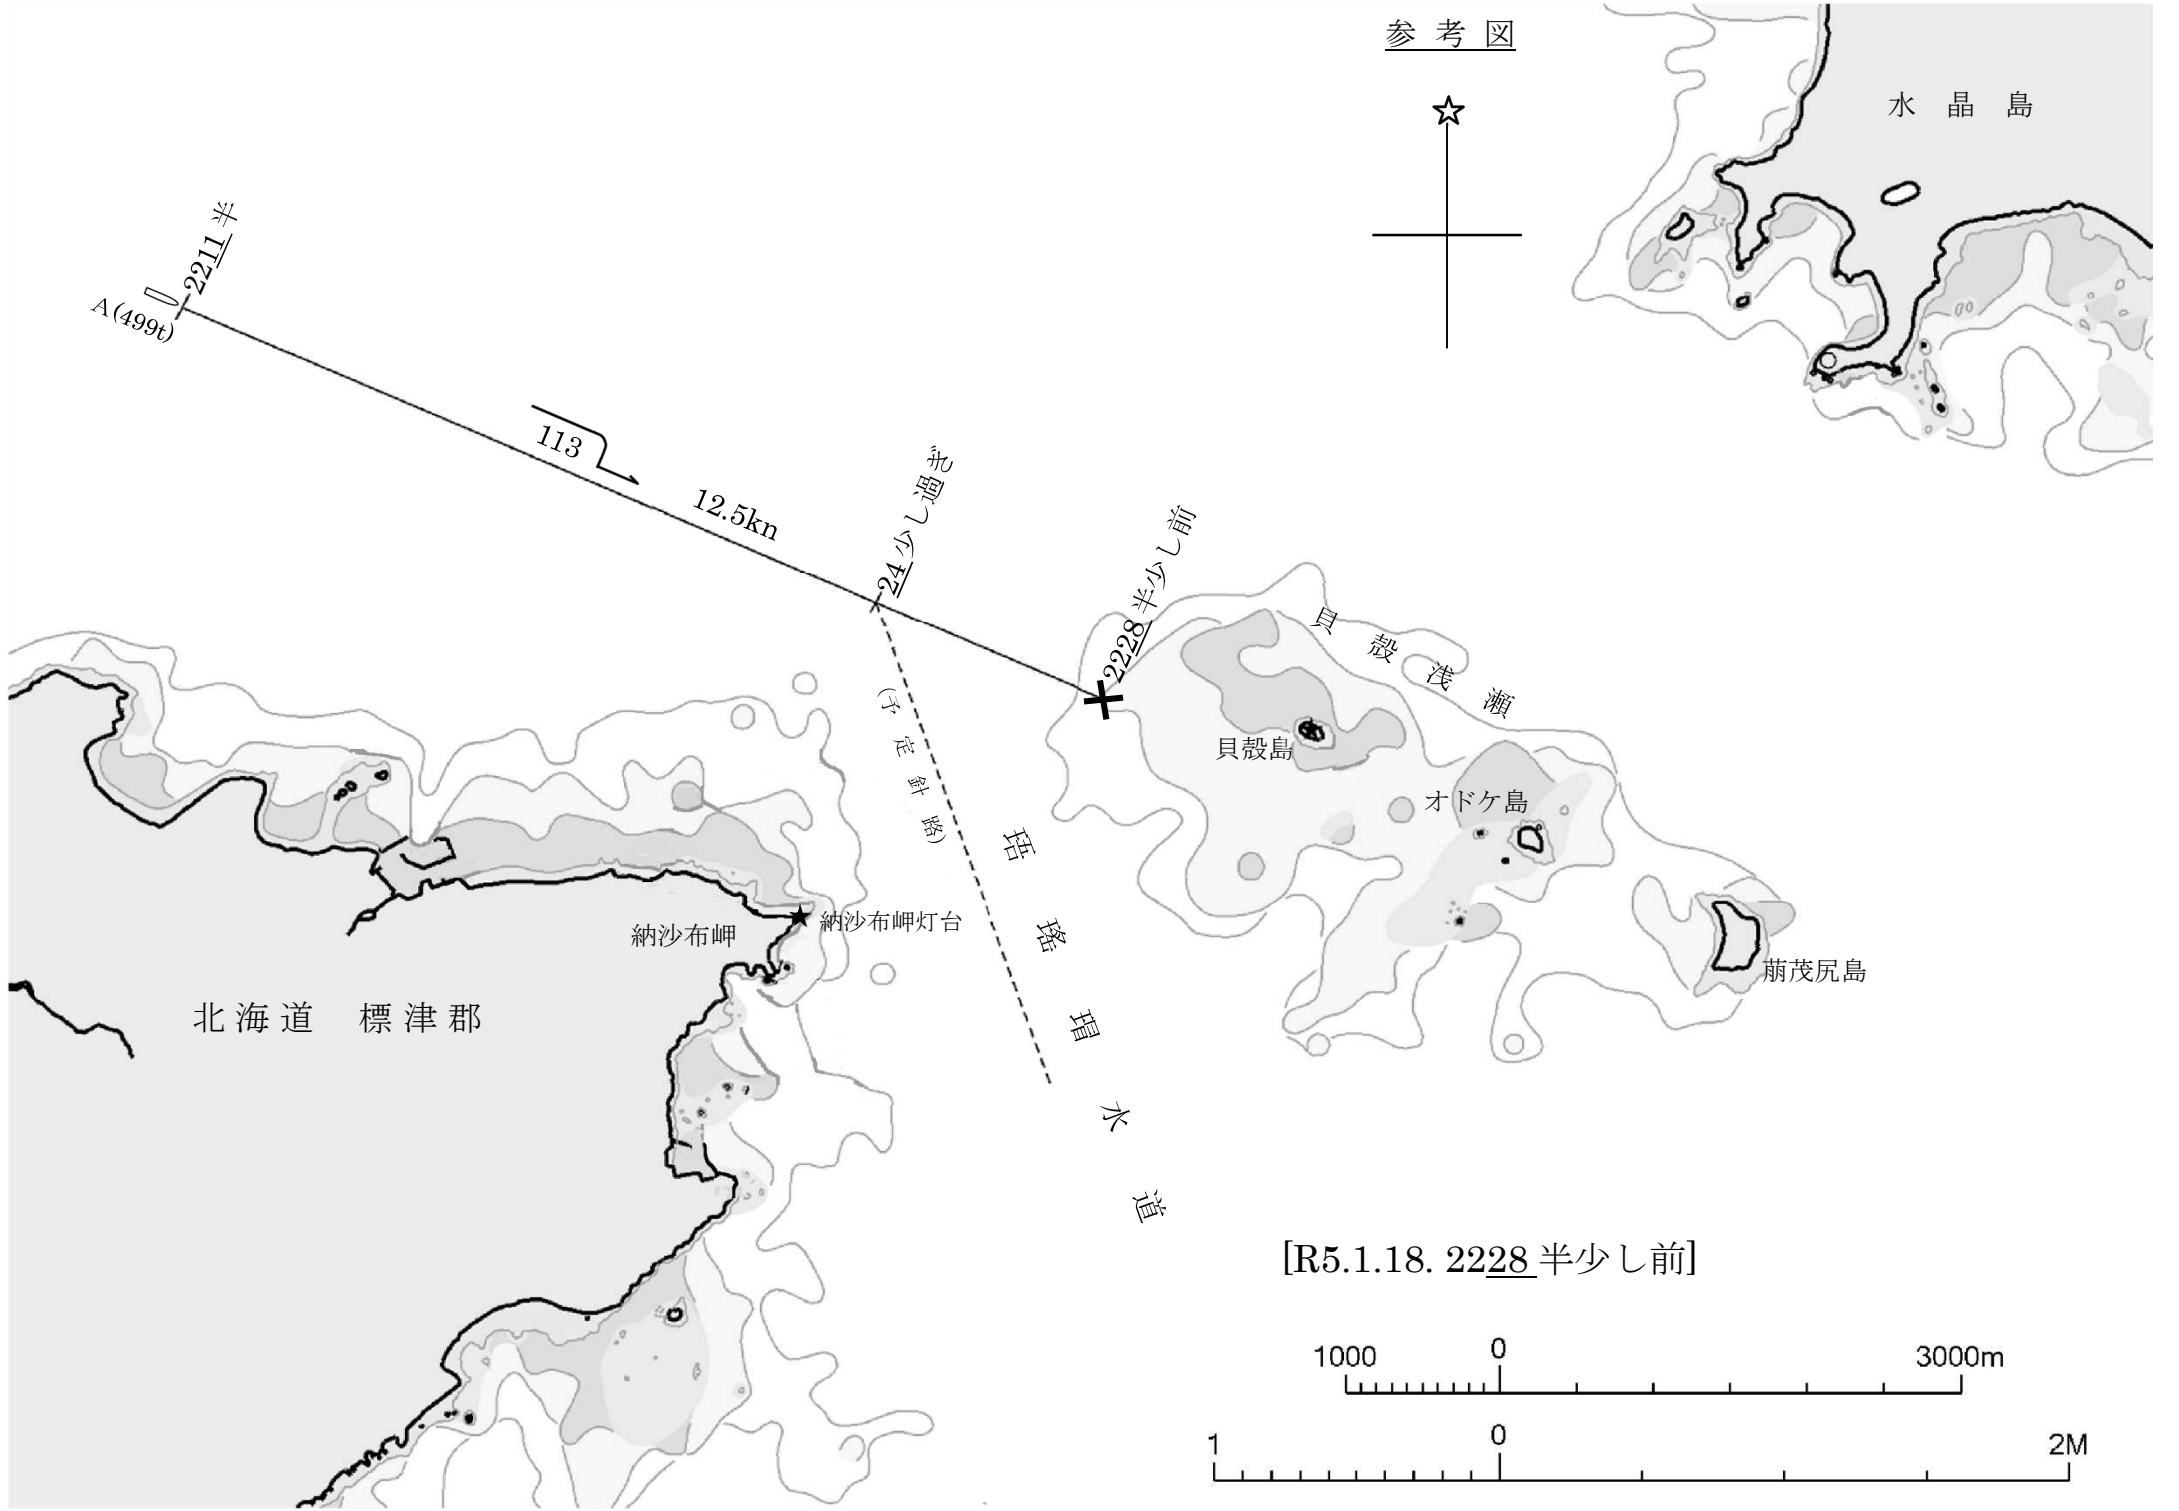 参考図
水晶島
2211半
A(499t)
113
12.5kn
24少し過ぎ
2228半少し前
(予定針路)
貝殻浅瀬
貝殻島
オドケ島
萠茂尻島
珸瑤瑁水道
納沙布岬
納沙布岬灯台
北海道 標津郡
[R5.1.18. 2228半少し前]
1000 0 3000m
1 0 2M